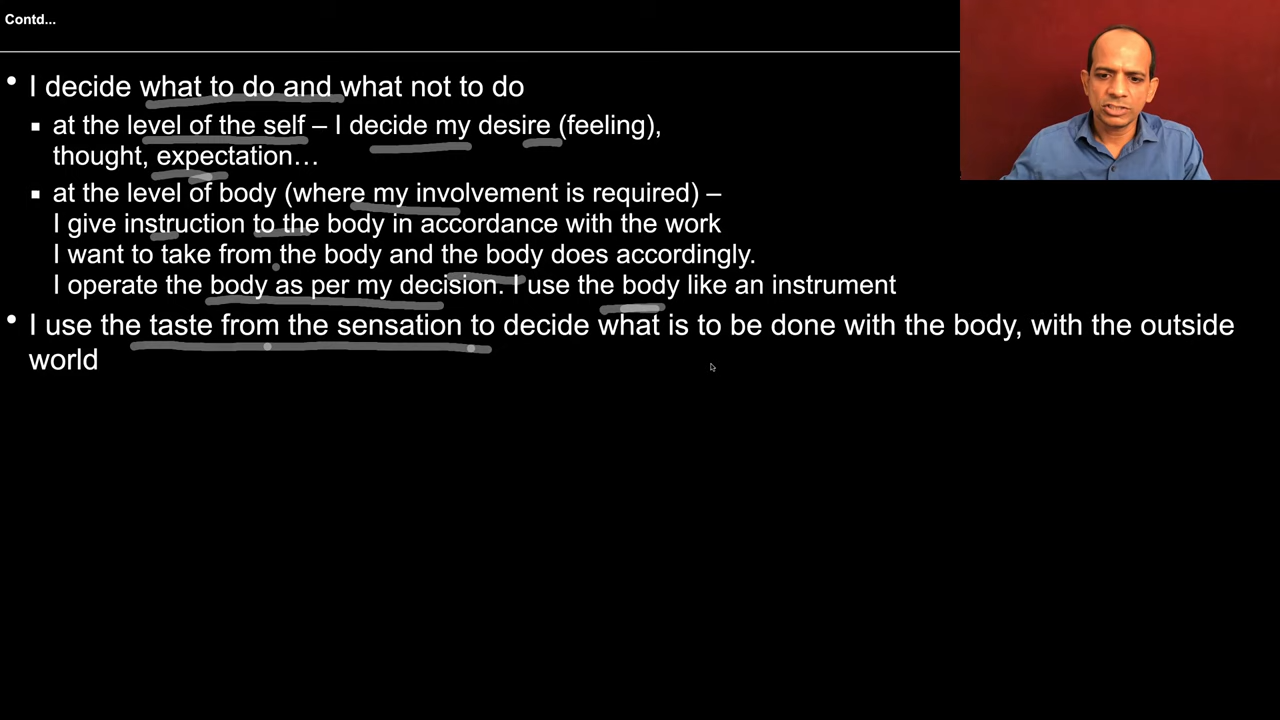 Contd...
• I decide what to do and what not to do
▪ at the level of the self – I decide my desire (feeling),
thought, expectation…
▪ at the level of body (where my involvement is required) –
I give instruction to the body in accordance with the work
I want to take from the body and the body does accordingly.
I operate the body as per my decision. I use the body like an instrument
• I use the taste from the sensation to decide what is to be done with the body, with the outside
world